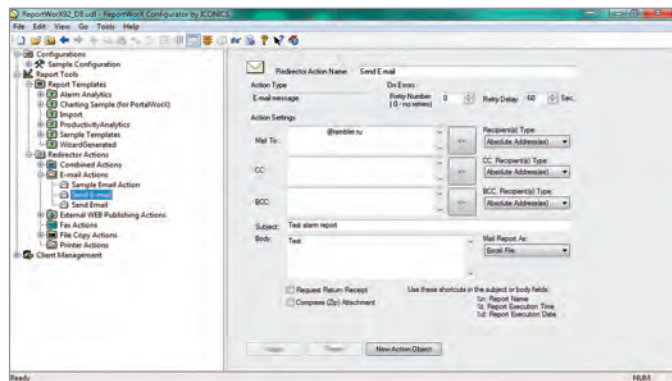 ReportWorX92_DB.udf - ReportWorX Configurator by ICONICS
File Edit View Go Tools Help
Configurations
Sample Configuration
Report Tools
Report Templates
Alarm Analytics
Charting Sample (for PortalWorX)
Import
ProductivityAnalytics
Sample Templates
WizardGenerated
Redirector Actions
Combined Actions
E-mail Actions
Sample Email Action
Send E-mail
Send Email
External WEB Publishing Actions
Fax Actions
File Copy Actions
Printer Actions
Client Management
Redirector Action Name: Send E-mail
Action Type
On Errors
E-mail message
Retry Number: 0
( 0 - no retries)
Retry Delay: 60 Sec.
Action Settings
Mail To: @rambler.ru
<-
Recipient(s) Type:
Absolute Address(es)
CC:
<-
CC. Recipient(s) Type:
Absolute Address(es)
BCC:
<-
BCC. Recipient(s) Type:
Absolute Address(es)
Subject: Test alarm report
Body: Test
Mail Report As:
Excel File
Request Return Receipt
Compress (Zip) Attachment
Use these shortcuts in the subject or body fields:
%n: Report Name
%t: Report Execution Time
%d: Report Execution Date
New Action Object
Ready
NUM